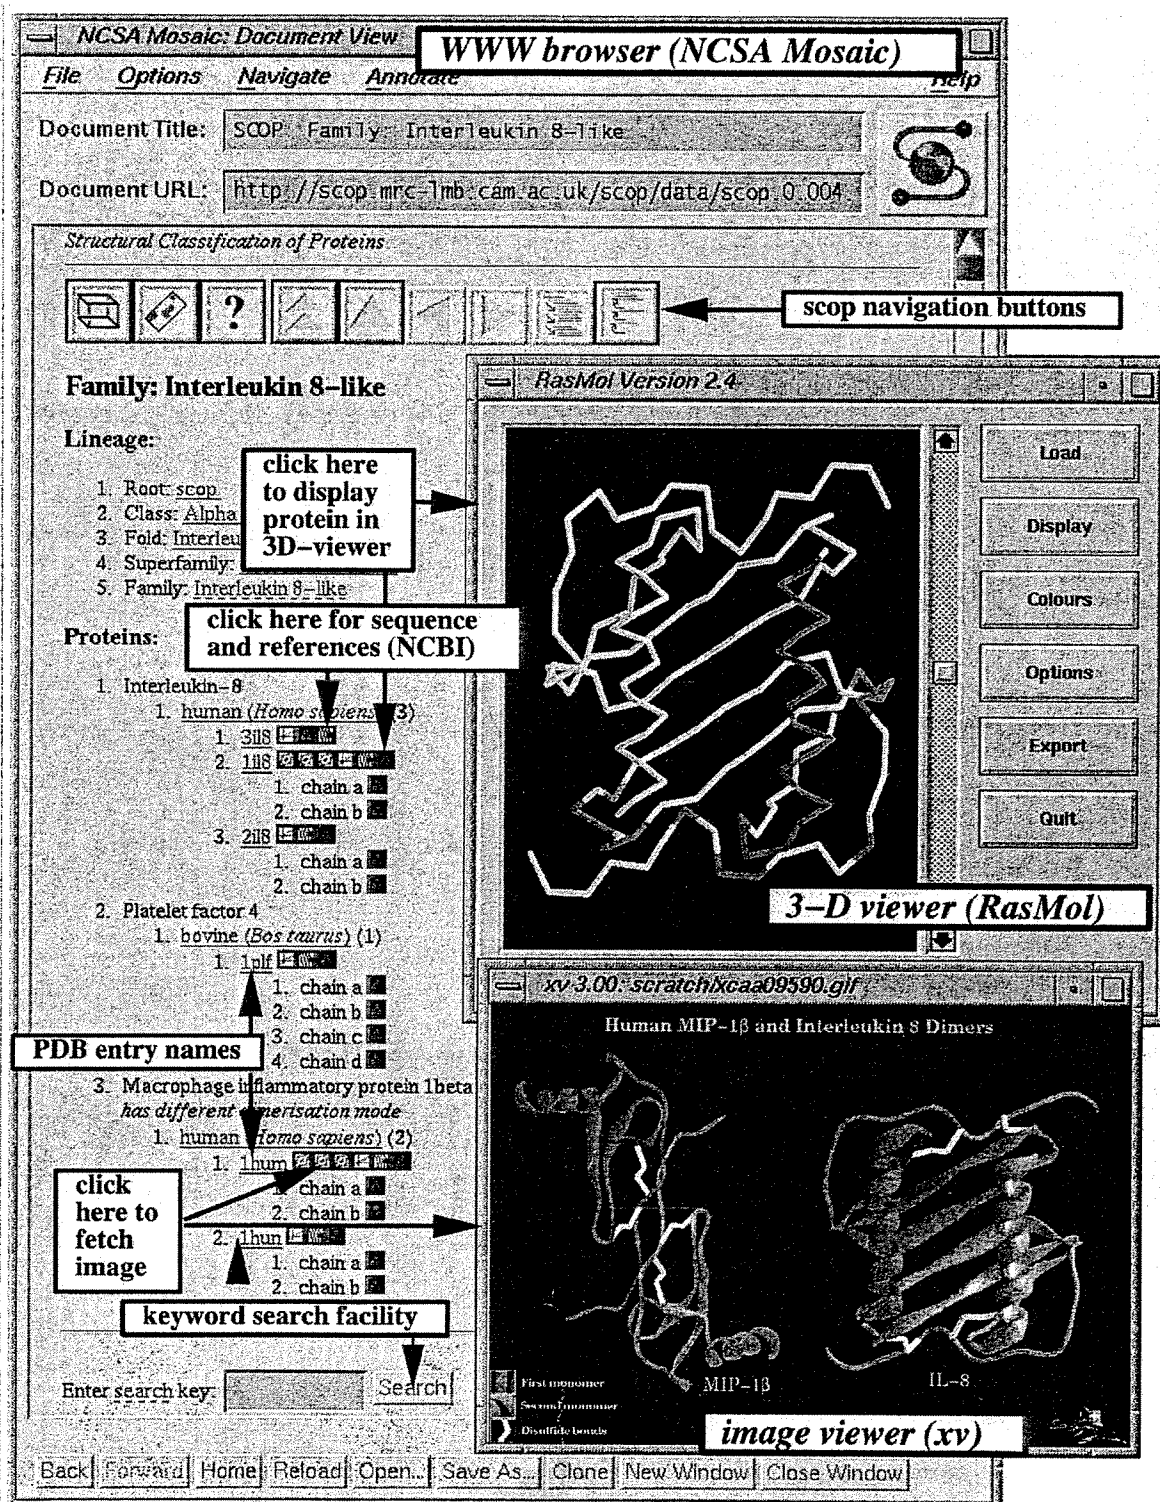 NCSA Mosaic: Document View
WWW browser (NCSA Mosaic)
File Options Navigate Annotate Help
Document Title: SCOP: Family: Interleukin 8-like
Document URL: http://scop.mrc-lmb.cam.ac.uk/scop/data/scop.0.004
Structural Classification of Proteins
?
scop navigation buttons
Family: Interleukin 8-like
Lineage:
1. Root: scop
2. Class: Alpha
3. Fold: Interleu
4. Superfamily:
5. Family: Interleukin 8-like
click here
to display
protein in
3D-viewer
click here for sequence
and references (NCBI)
Proteins:
1. Interleukin-8
1. human (Homo sapiens) (3)
1. 3il8
2. 1il8
1. chain a
2. chain b
3. 2il8
1. chain a
2. chain b
2. Platelet factor 4
1. bovine (Bos taurus) (1)
1. 1plf
1. chain a
2. chain b
3. chain c
4. chain d
PDB entry names
3. Macrophage inflammatory protein 1beta
has different dimerisation mode
1. human (Homo sapiens) (2)
1. 1hum
1. chain a
2. chain b
2. 1hun
1. chain a
2. chain b
click
here to
fetch
image
keyword search facility
Enter search key: Search
Back Forward Home Reload Open... Save As... Clone New Window Close Window
RasMol Version 2.4
Load
Display
Colours
Options
Export
Quit
3-D viewer (RasMol)
xv 3.00: scratch/xcaa09590.gif
Human MIP-1β and Interleukin 8 Dimers
MIP-1β
IL-8
First monomer
Second monomer
Disulfide bonds
image viewer (xv)